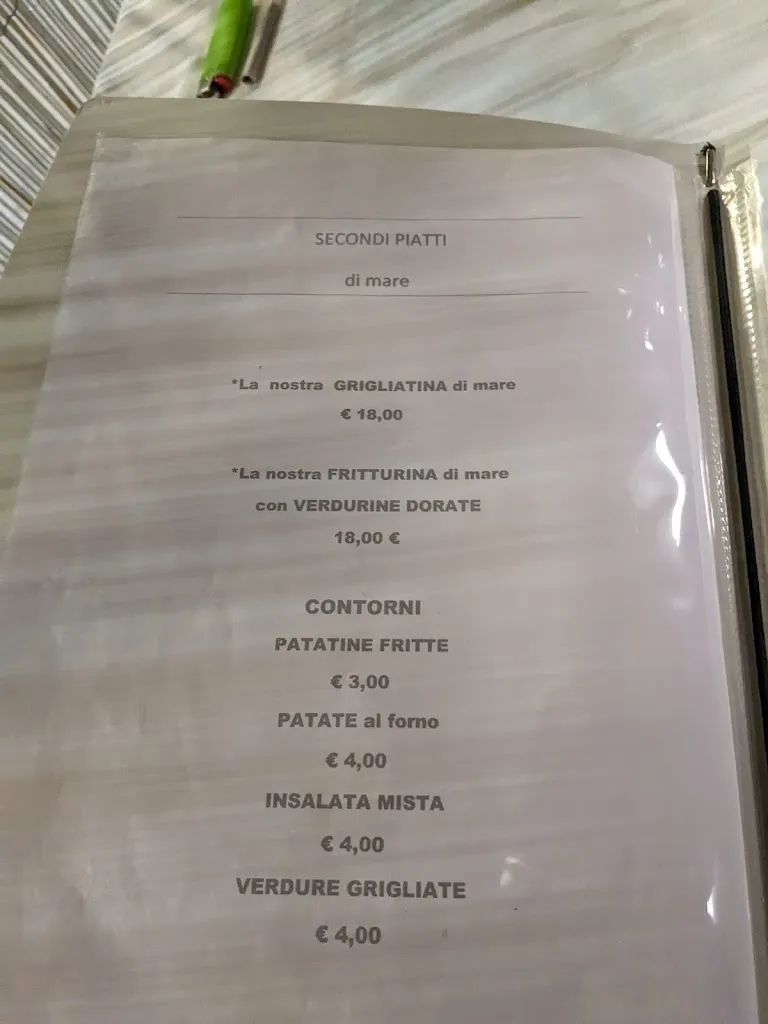 SECONDI PIATTI
di mare
*La nostra GRIGLIATINA di mare
€ 18,00
*La nostra FRITTURINA di mare
con VERDURINE DORATE
18,00 €
CONTORNI
PATATINE FRITTE
€ 3,00
PATATE al forno
€ 4,00
INSALATA MISTA
€ 4,00
VERDURE GRIGLIATE
€ 4,00